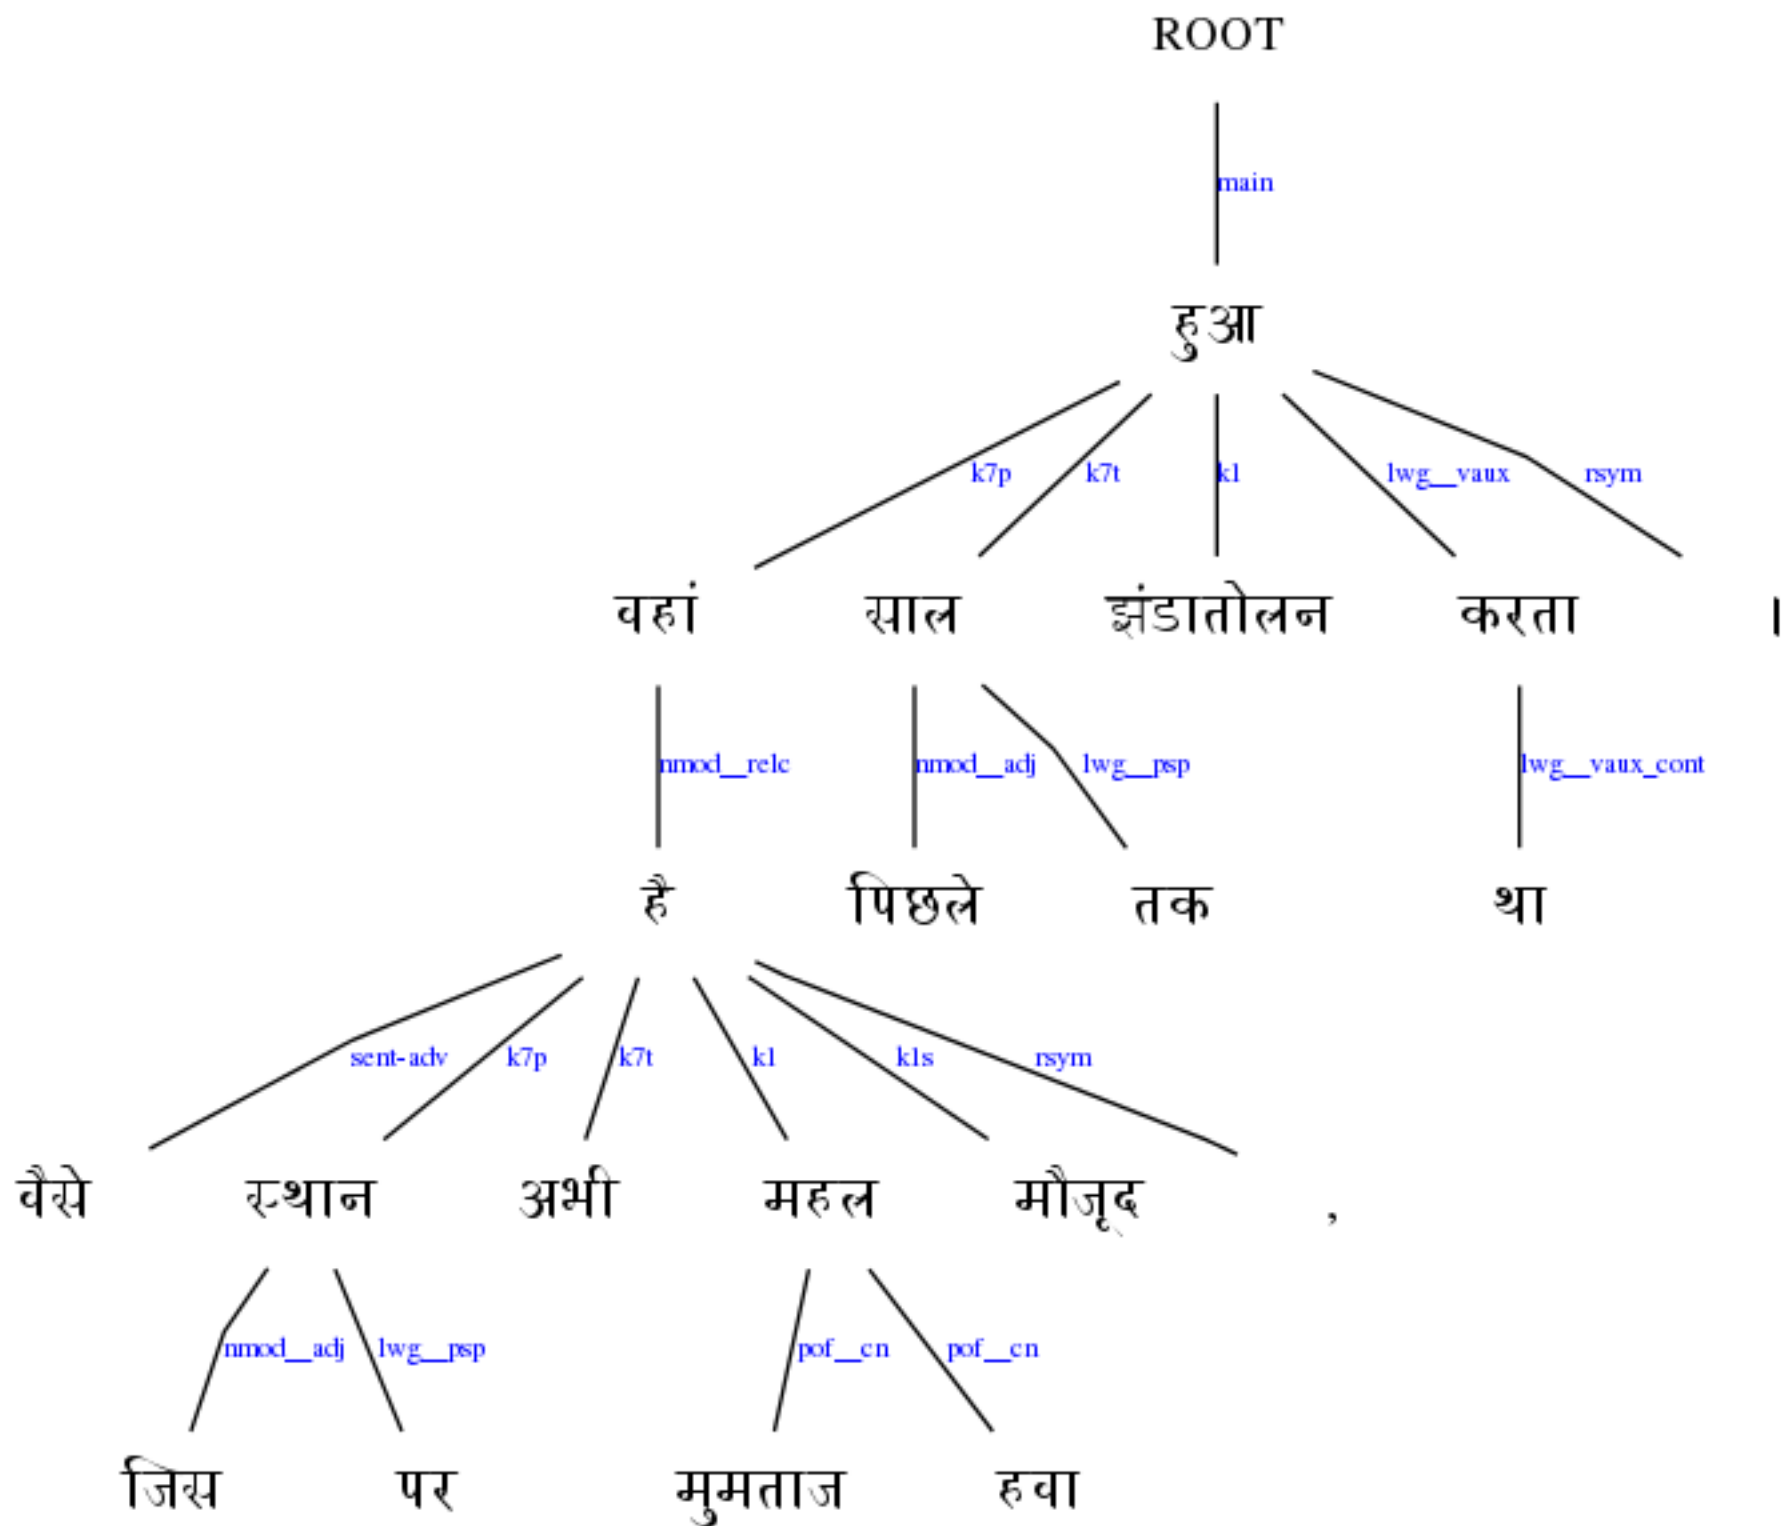 ROOT
main
हुआ
k7p k7t k1 lwg__vaux rsym
वहां साल झंडातोलन करता ।
nmod__relc nmod__adj lwg__psp lwg__vaux_cont
है पिछले तक था
sent-adv k7p k7t k1 k1s rsym
वैसे स्थान अभी महल मौजूद ,
nmod__adj lwg__psp pof__cn pof__cn
जिस पर मुमताज हवा